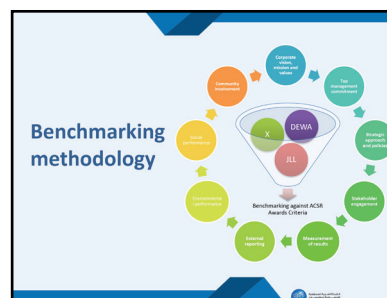 Corporate
vision,
mission and
values
Top
management
commitment
Strategic
approach
and policies
Stakeholder
engagement
Measurement
of results
External
reporting
Environmental
performance
Social
performance
Community
involvement
Benchmarking
methodology
X
DEWA
JLL
Benchmarking against ACSR
Awards Criteria